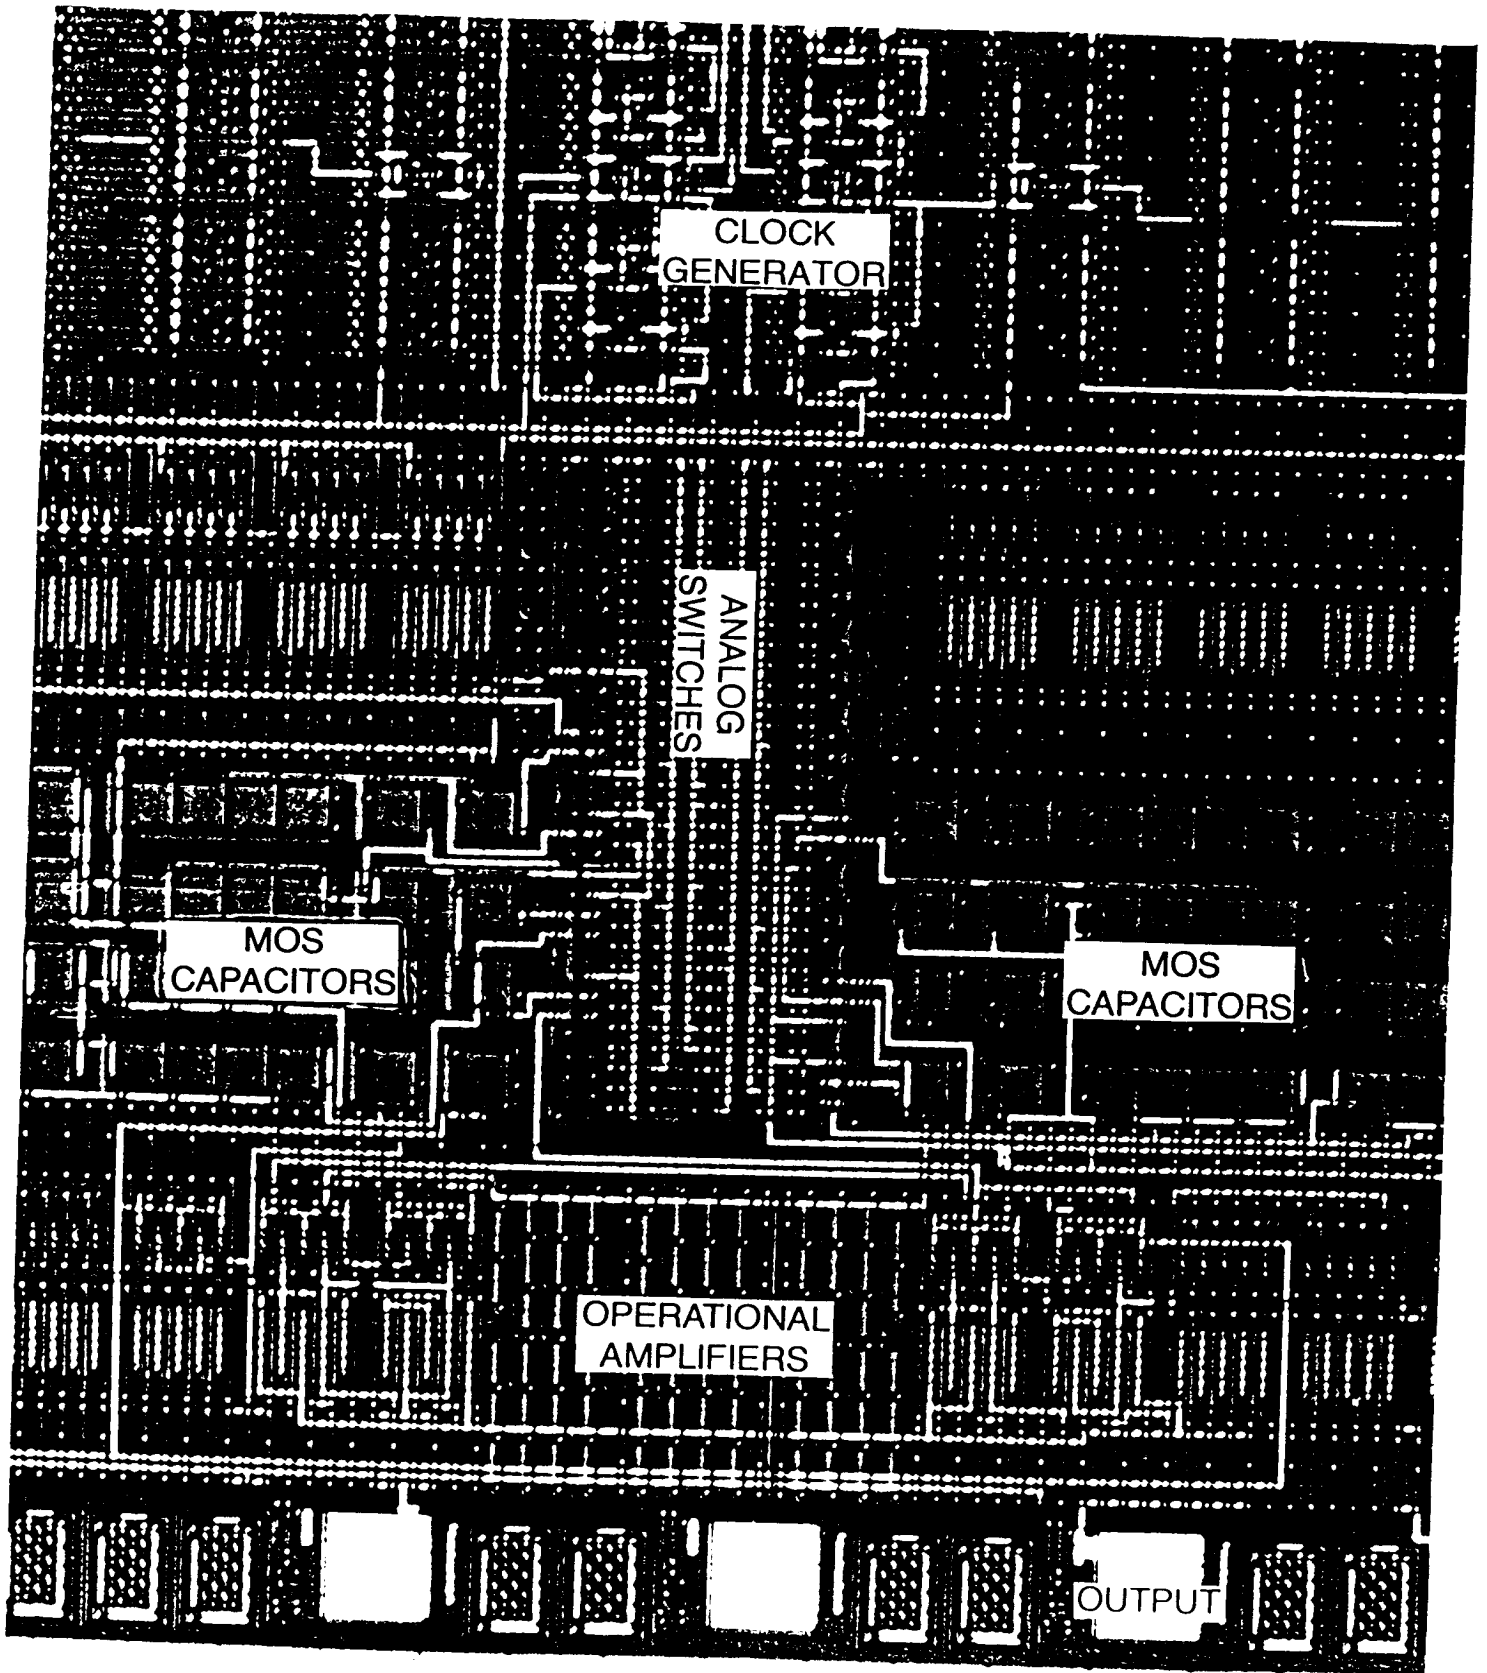 CLOCK
GENERATOR
ANALOG
SWITCHES
MOS
CAPACITORS
MOS
CAPACITORS
OPERATIONAL
AMPLIFIERS
OUTPUT